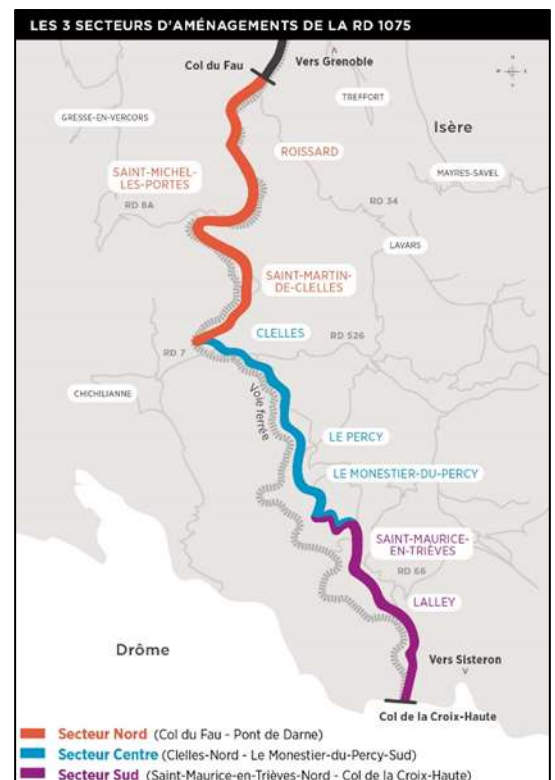 LES 3 SECTEURS D'AMÉNAGEMENTS DE LA RD 1075
Vers Grenoble
Col du Fau
TREFFORT
GRESSE-EN-VERCORS
Isère
ROISSARD
SAINT-MICHEL-
LES-PORTES
MAYRES-SAVEL
RD 8A
RD 34
LAVARS
SAINT-MARTIN-
DE-CLELLES
CLELLES
RD 526
RD 7
CHICHILIANNE
Voie ferrée
LE PERCY
LE MONESTIER-DU-PERCY
SAINT-MAURICE-
EN-TRIÈVES
RD 66
LALLEY
Drôme
Vers Sisteron
Col de la Croix-Haute
Secteur Nord (Col du Fau - Pont de Darne)
Secteur Centre (Clelles-Nord - Le Monestier-du-Percy-Sud)
Secteur Sud (Saint-Maurice-en-Trièves-Nord - Col de la Croix-Haute)